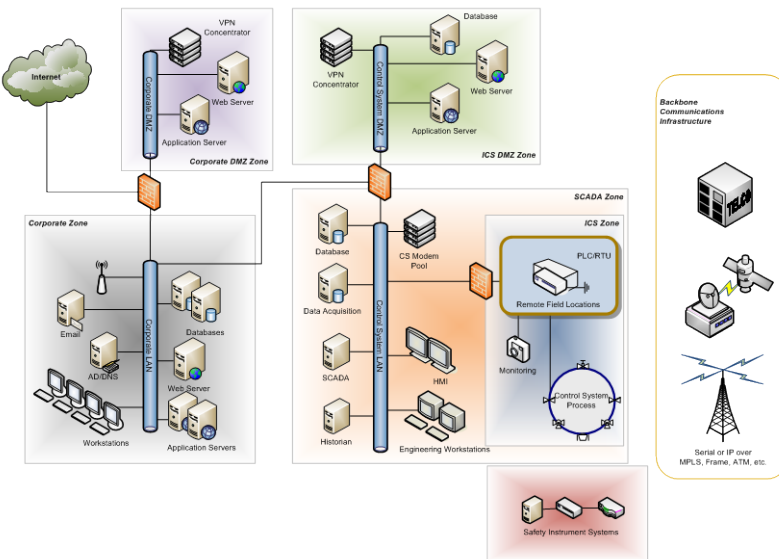 Internet
VPN
Concentrator
Corporate DMZ
Web Server
Application Server
Corporate DMZ Zone
Database
VPN
Concentrator
Control System DMZ
Web Server
Application Server
ICS DMZ Zone
Backbone
Communications
Infrastructure
TELCO
Serial or IP over
MPLS, Frame, ATM, etc.
Corporate Zone
Corporate LAN
Email
Databases
AD/DNS
Web Server
Workstations
Application Servers
SCADA Zone
Database
CS Modem
Pool
Data Acquisition
Control System LAN
SCADA
HMI
Historian
Engineering Workstations
ICS Zone
PLC/RTU
Remote Field Locations
Monitoring
Control System
Process
Safety Instrument Systems